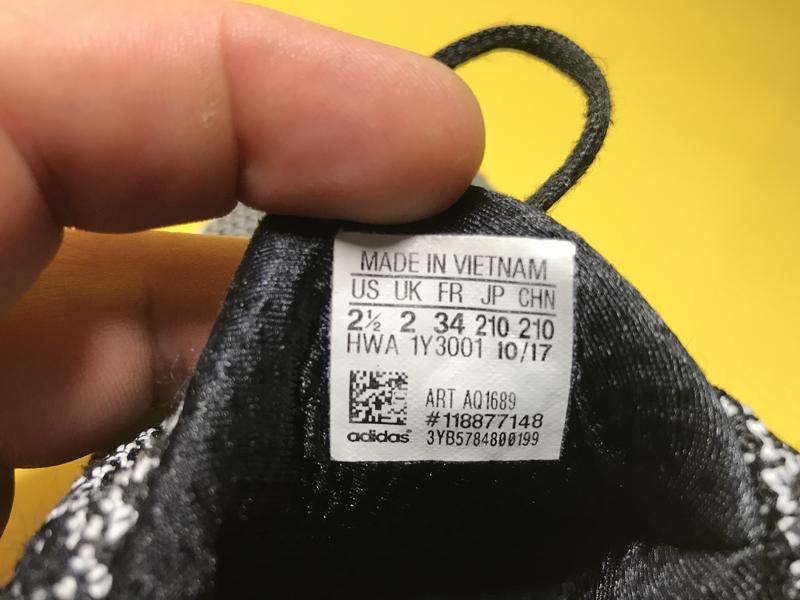 MADE IN VIETNAM
US UK FR JP CHN
2½ 2 34 210 210
HWA 1Y3001 10/17
ART AQ1689
#118877148
adidas 3YB5784800199